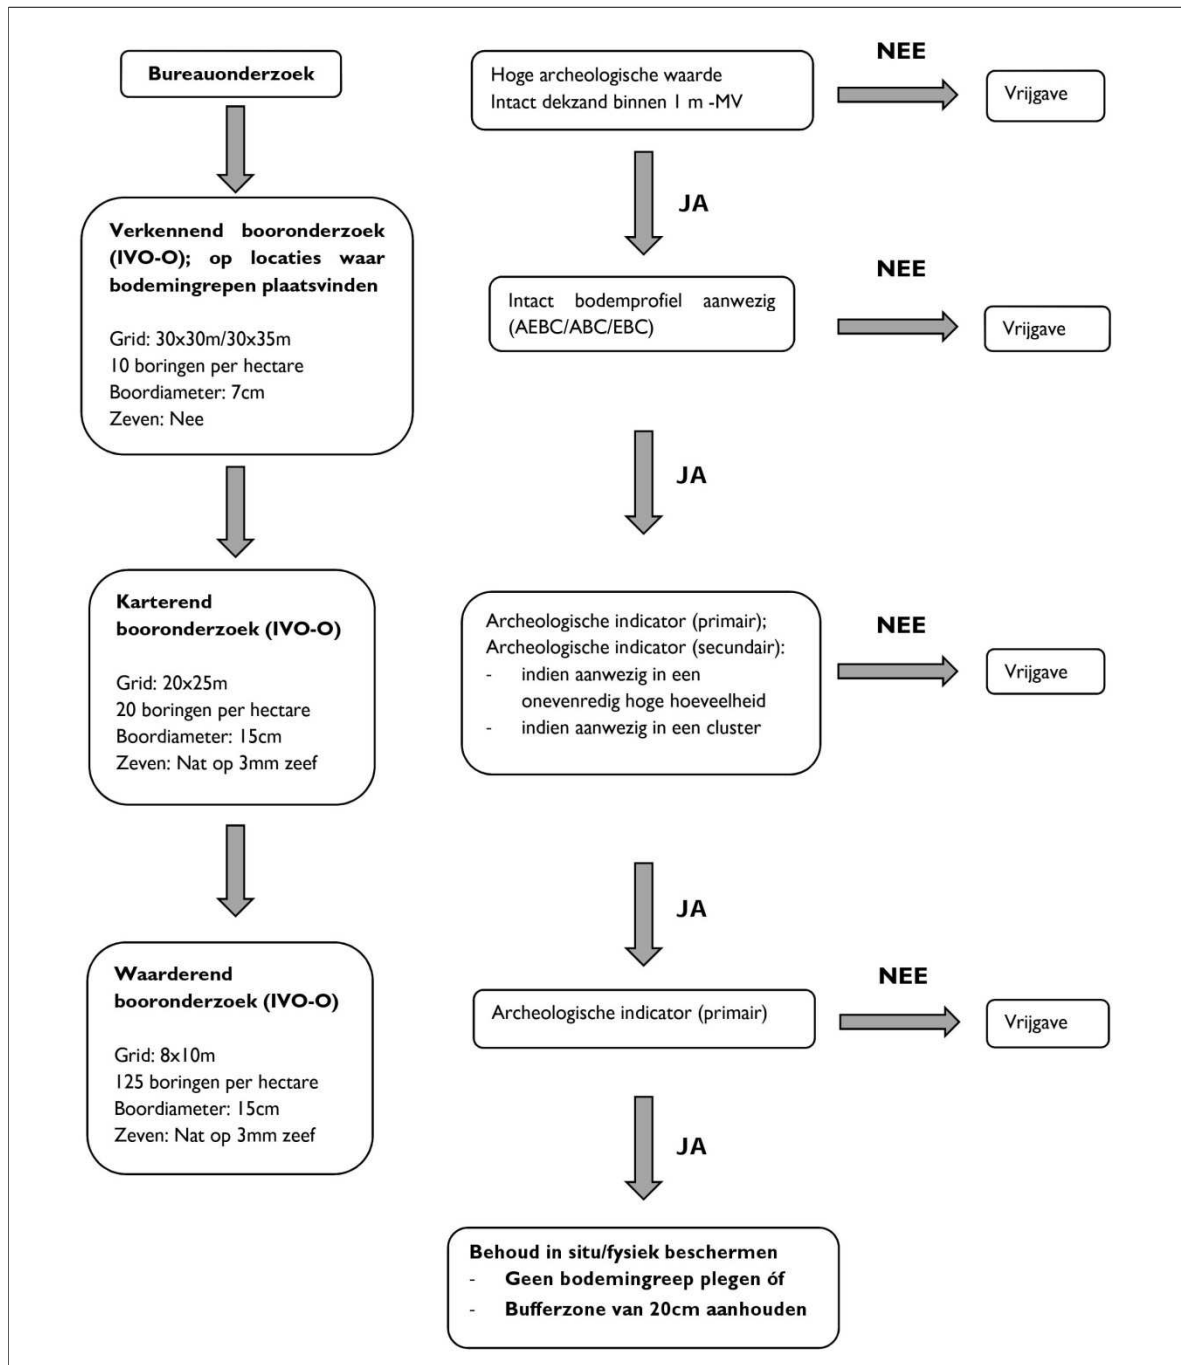 Bureauonderzoek
Verkennend booronderzoek
(IVO-O); op locaties waar
bodemingrepen plaatsvinden
Grid: 30x30m/30x35m
10 boringen per hectare
Boordiameter: 7cm
Zeven: Nee
Karterend
booronderzoek (IVO-O)
Grid: 20x25m
20 boringen per hectare
Boordiameter: 15cm
Zeven: Nat op 3mm zeef
Waarderend
booronderzoek (IVO-O)
Grid: 8x10m
125 boringen per hectare
Boordiameter: 15cm
Zeven: Nat op 3mm zeef
Hoge archeologische waarde
Intact dekzand binnen 1 m -MV
NEE
Vrijgave
JA
Intact bodemprofiel aanwezig
(AEBC/ABC/EBC)
NEE
Vrijgave
JA
Archeologische indicator (primair);
Archeologische indicator (secundair):
- indien aanwezig in een
onevenredig hoge hoeveelheid
- indien aanwezig in een cluster
NEE
Vrijgave
JA
Archeologische indicator (primair)
NEE
Vrijgave
JA
Behoud in situ/fysiek beschermen
- Geen bodemingreep plegen óf
- Bufferzone van 20cm aanhouden